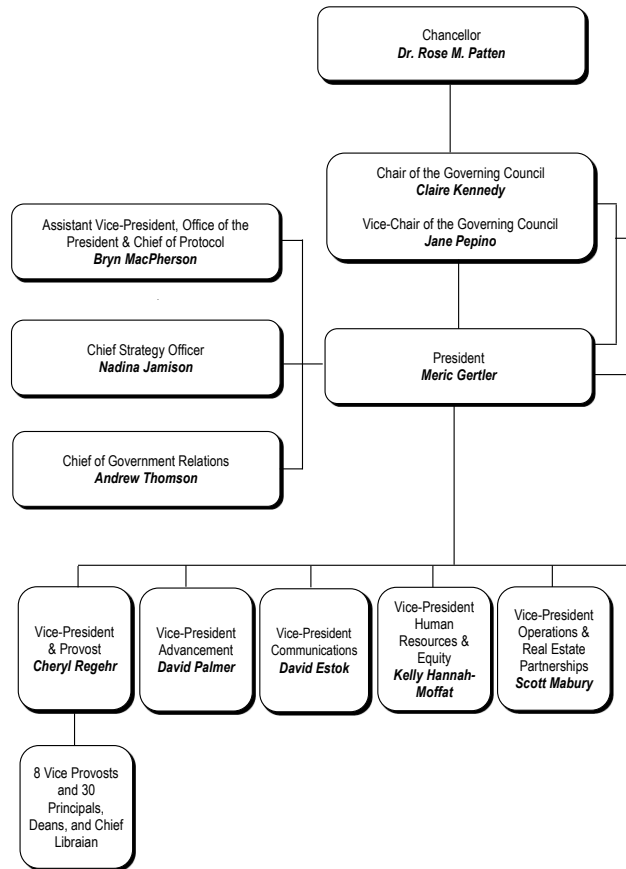 Chancellor
Dr. Rose M. Patten
Chair of the Governing Council
Claire Kennedy
Vice-Chair of the Governing Council
Jane Pepino
Assistant Vice-President, Office of the
President & Chief of Protocol
Bryn MacPherson
Chief Strategy Officer
Nadina Jamison
President
Meric Gertler
Chief of Government Relations
Andrew Thomson
Vice-President
& Provost
Cheryl Regehr
Vice-President
Advancement
David Palmer
Vice-President
Communications
David Estok
Vice-President
Human
Resources &
Equity
Kelly Hannah-
Moffat
Vice-President
Operations &
Real Estate
Partnerships
Scott Mabury
8 Vice Provosts
and 30
Principals,
Deans, and Chief
Libraian